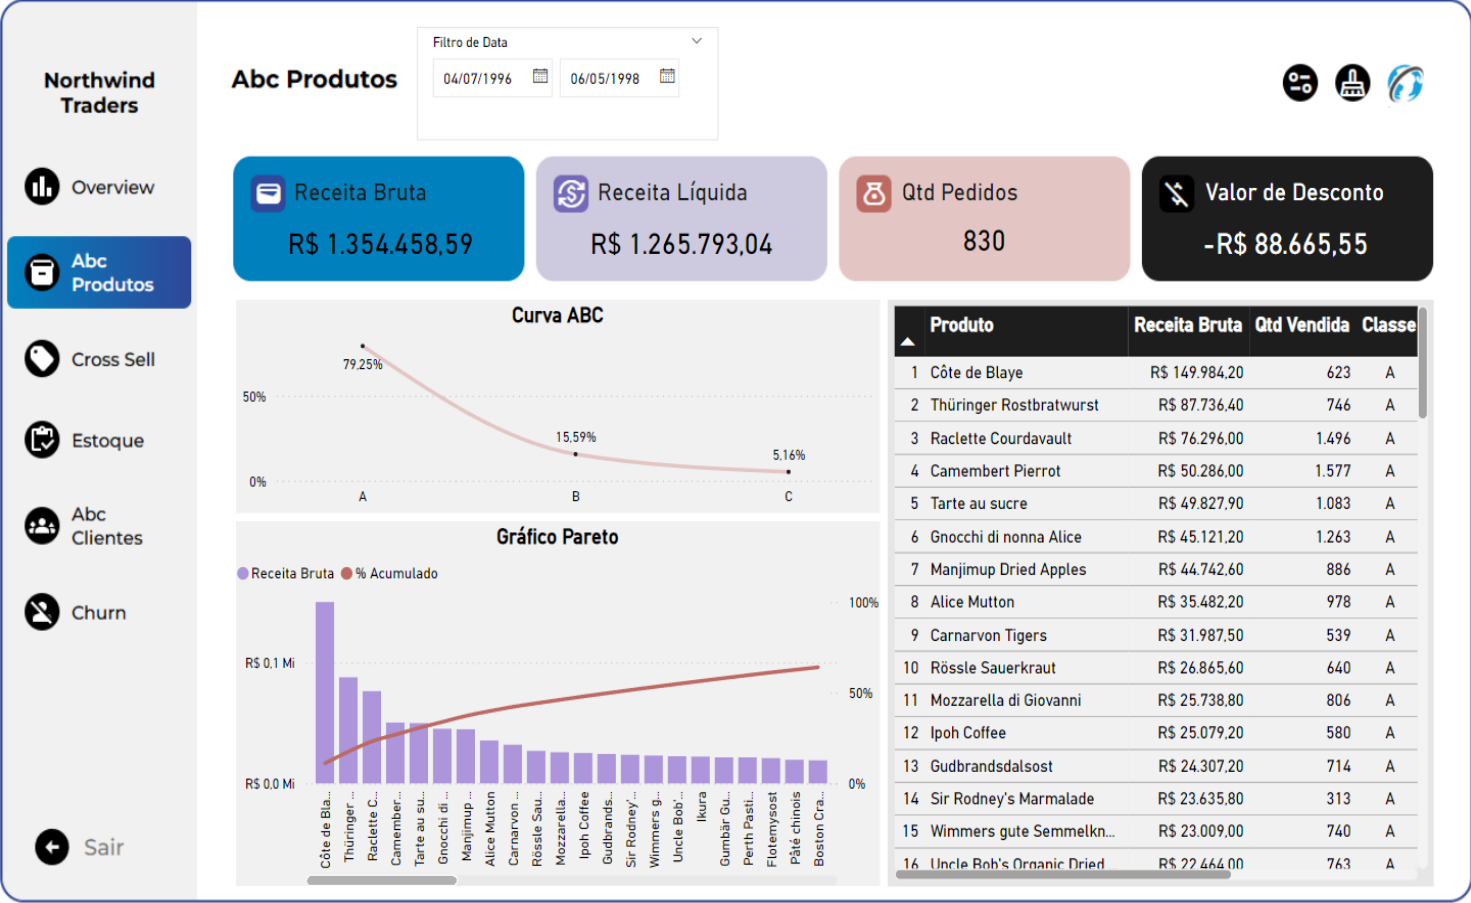 Northwind
Traders
Overview
Abc
Produtos
Cross Sell
Estoque
Abc
Clientes
Churn
Sair
Abc Produtos
Filtro de Data
04/07/1996
06/05/1998
Receita Bruta
R$ 1.354.458,59
Receita Líquida
R$ 1.265.793,04
Qtd Pedidos
830
Valor de Desconto
-R$ 88.665,55
Curva ABC
50%
0%
79,25%
15,59%
5,16%
A B C
Gráfico Pareto
Receita Bruta % Acumulado
R$ 0,1 Mi
R$ 0,0 Mi
100%
50%
0%
Côte de Bla...
Thüringer ...
Raclette C...
Camember...
Tarte au su...
Gnocchi di ...
Manjimup ...
Alice Mutton
Carnarvon ...
Rössle Sau...
Mozzarella...
Ipoh Coffee
Gudbrands...
Sir Rodney'...
Wimmers g...
Uncle Bob'...
Ikura
Gumbär Gu...
Perth Pasti...
Flotemysost
Pâté chinois
Boston Cra...
Produto Receita Bruta Qtd Vendida Classe
1 Côte de Blaye R$ 149.984,20 623 A
2 Thüringer Rostbratwurst R$ 87.736,40 746 A
3 Raclette Courdavault R$ 76.296,00 1.496 A
4 Camembert Pierrot R$ 50.286,00 1.577 A
5 Tarte au sucre R$ 49.827,90 1.083 A
6 Gnocchi di nonna Alice R$ 45.121,20 1.263 A
7 Manjimup Dried Apples R$ 44.742,60 886 A
8 Alice Mutton R$ 35.482,20 978 A
9 Carnarvon Tigers R$ 31.987,50 539 A
10 Rössle Sauerkraut R$ 26.865,60 640 A
11 Mozzarella di Giovanni R$ 25.738,80 806 A
12 Ipoh Coffee R$ 25.079,20 580 A
13 Gudbrandsdalsost R$ 24.307,20 714 A
14 Sir Rodney's Marmalade R$ 23.635,80 313 A
15 Wimmers gute Semmelkn... R$ 23.009,00 740 A
16 Uncle Bob's Organic Dried R$ 22.464,00 763 A